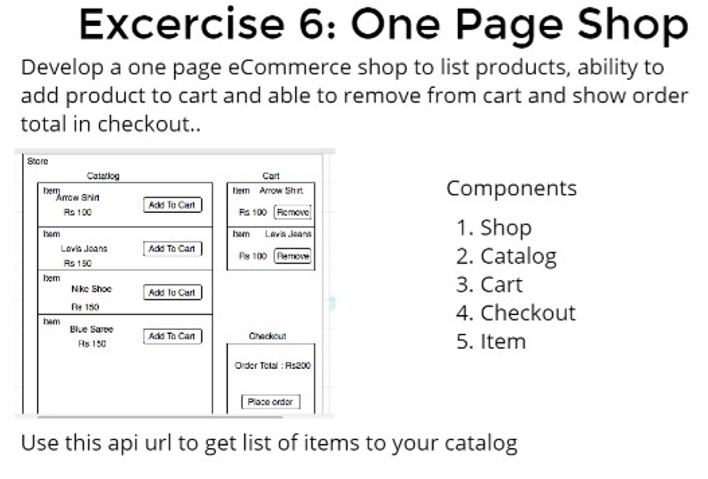 Excercise 6: One Page Shop
Develop a one page eCommerce shop to list products, ability to
add product to cart and able to remove from cart and show order
total in checkout..
Store
Catatlog
Item
Arrow Shirt
Rs 100
Add To Cart
Item
Levis Jeans
Rs 150
Add To Cart
Item
Nike Shoe
Rs 150
Add To Cart
Item
Blue Saree
Rs 150
Add To Cart
Cart
Item Arrow Shirt
Rs 100 Remove
Item Levis Jeans
Rs 100 Remove
Checkout
Order Total : Rs200
Place order
Components
1. Shop
2. Catalog
3. Cart
4. Checkout
5. Item
Use this api url to get list of items to your catalog